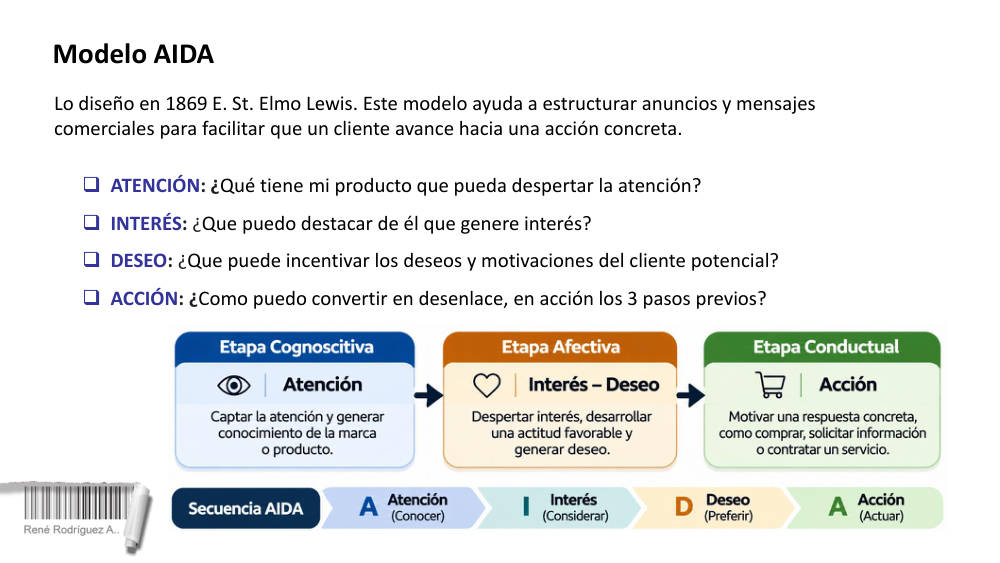 Modelo AIDA
Lo diseño en 1869 E. St. Elmo Lewis. Este modelo ayuda a estructurar anuncios y mensajes
comerciales para facilitar que un cliente avance hacia una acción concreta.
ATENCIÓN: ¿Qué tiene mi producto que pueda despertar la atención?
INTERÉS: ¿Que puedo destacar de él que genere interés?
DESEO: ¿Que puede incentivar los deseos y motivaciones del cliente potencial?
ACCIÓN: ¿Como puedo convertir en desenlace, en acción los 3 pasos previos?
Etapa Cognoscitiva
Atención
Captar la atención y generar
conocimiento de la marca
o producto.
Etapa Afectiva
Interés – Deseo
Despertar interés, desarrollar
una actitud favorable y
generar deseo.
Etapa Conductual
Acción
Motivar una respuesta concreta,
como comprar, solicitar información
o contratar un servicio.
Secuencia AIDA
A Atención
(Conocer)
I Interés
(Considerar)
D Deseo
(Preferir)
A Acción
(Actuar)
René Rodríguez A..